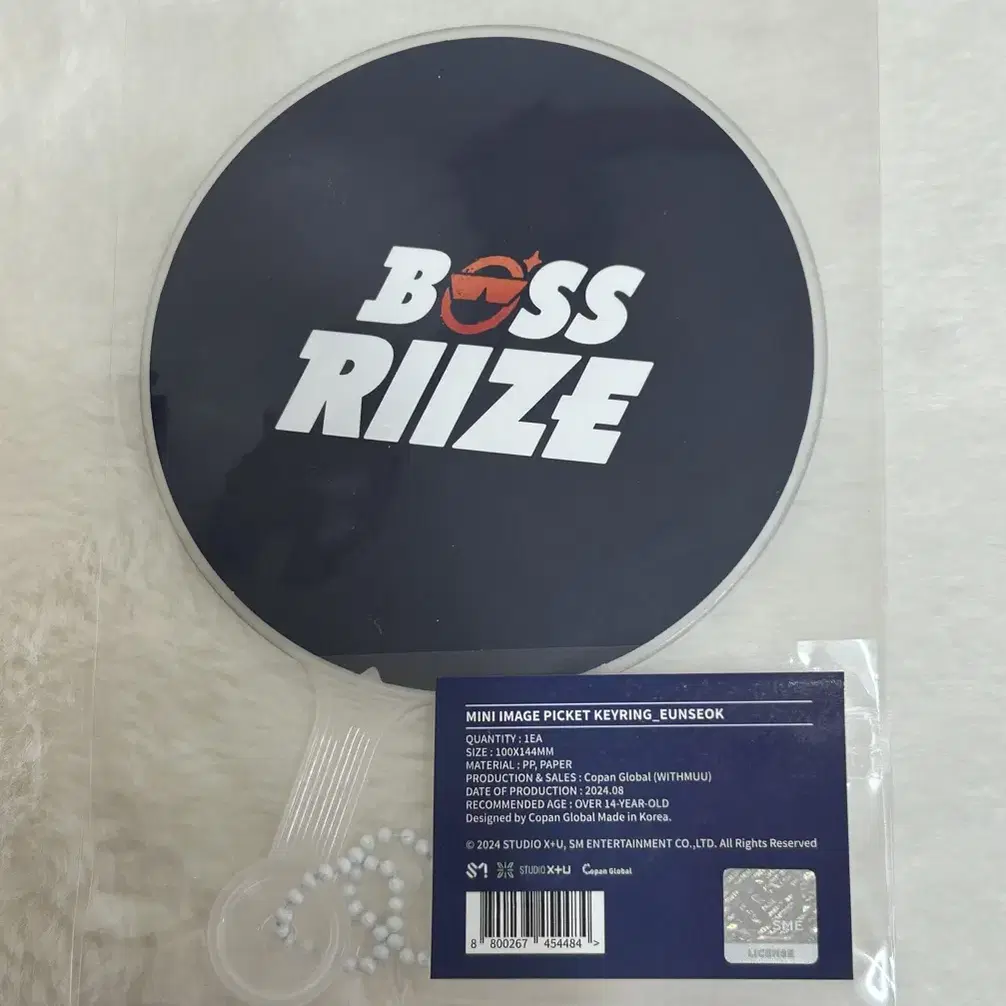 BOSS
RIIZE
MINI IMAGE PICKET KEYRING_EUNSEOK
QUANTITY : 1EA
SIZE : 100X144MM
MATERIAL : PP, PAPER
PRODUCTION & SALES : Copan Global (WITHMUU)
DATE OF PRODUCTION : 2024.08
RECOMMENDED AGE : OVER 14-YEAR-OLD
Designed by Copan Global Made in Korea.
© 2024 STUDIO X+U, SM ENTERTAINMENT CO.,LTD. All Rights Reserved
SM STUDIO X+U Copan Global
8 800267 454484 >
SME
LICENSE